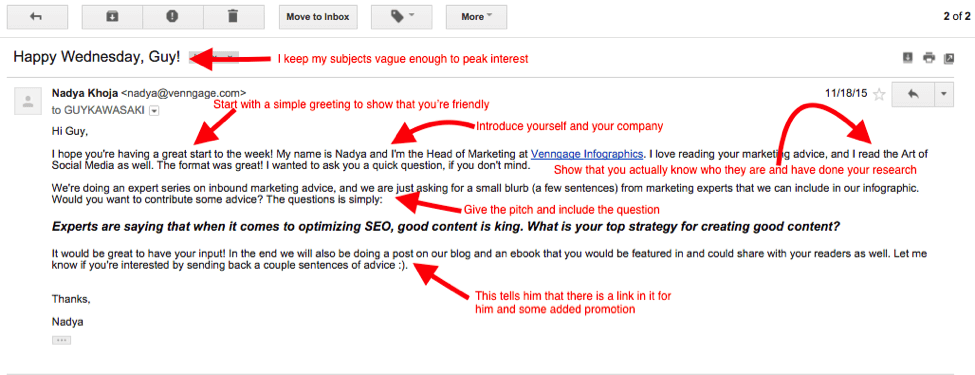 Move to Inbox More 2 of 2
Happy Wednesday, Guy! I keep my subjects vague enough to peak interest
Nadya Khoja <nadya@venngage.com> 11/18/15
to GUYKAWASAKI Start with a simple greeting to show that you're friendly
Hi Guy,
Introduce yourself and your company
I hope you're having a great start to the week! My name is Nadya and I'm the Head of Marketing at Venngage Infographics. I love reading your marketing advice, and I read the Art of
Social Media as well. The format was great! I wanted to ask you a quick question, if you don't mind.
Show that you actually know who they are and have done your research
We're doing an expert series on inbound marketing advice, and we are just asking for a small blurb (a few sentences) from marketing experts that we can include in our infographic.
Would you want to contribute some advice? The questions is simply:
Give the pitch and include the question
Experts are saying that when it comes to optimizing SEO, good content is king. What is your top strategy for creating good content?
It would be great to have your input! In the end we will also be doing a post on our blog and an ebook that you would be featured in and could share with your readers as well. Let me
know if you're interested by sending back a couple sentences of advice :).
This tells him that there is a link in it for
him and some added promotion
Thanks,
Nadya